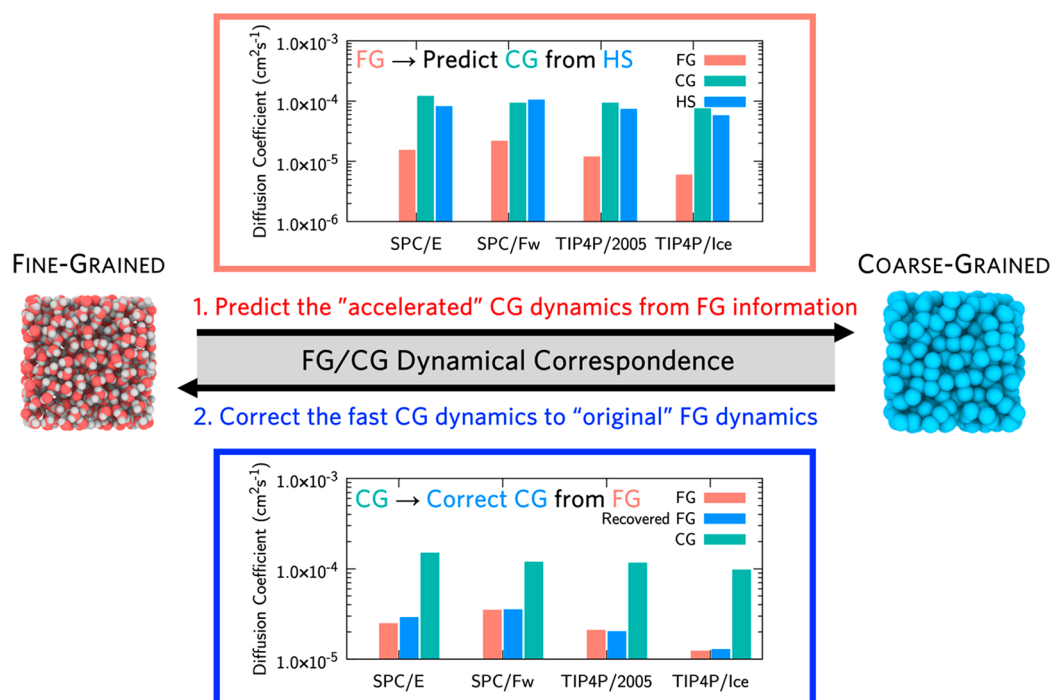 1.0×10⁻³
1.0×10⁻⁴
1.0×10⁻⁵
1.0×10⁻⁶
Diffusion Coefficient (cm²s⁻¹)
FG → Predict CG from HS
FG
CG
HS
SPC/E SPC/Fw TIP4P/2005 TIP4P/Ice
FINE-GRAINED
COARSE-GRAINED
1. Predict the "accelerated" CG dynamics from FG information
FG/CG Dynamical Correspondence
2. Correct the fast CG dynamics to "original" FG dynamics
1.0×10⁻³
1.0×10⁻⁴
1.0×10⁻⁵
Diffusion Coefficient (cm²s⁻¹)
CG → Correct CG from FG
FG
Recovered FG
CG
SPC/E SPC/Fw TIP4P/2005 TIP4P/Ice